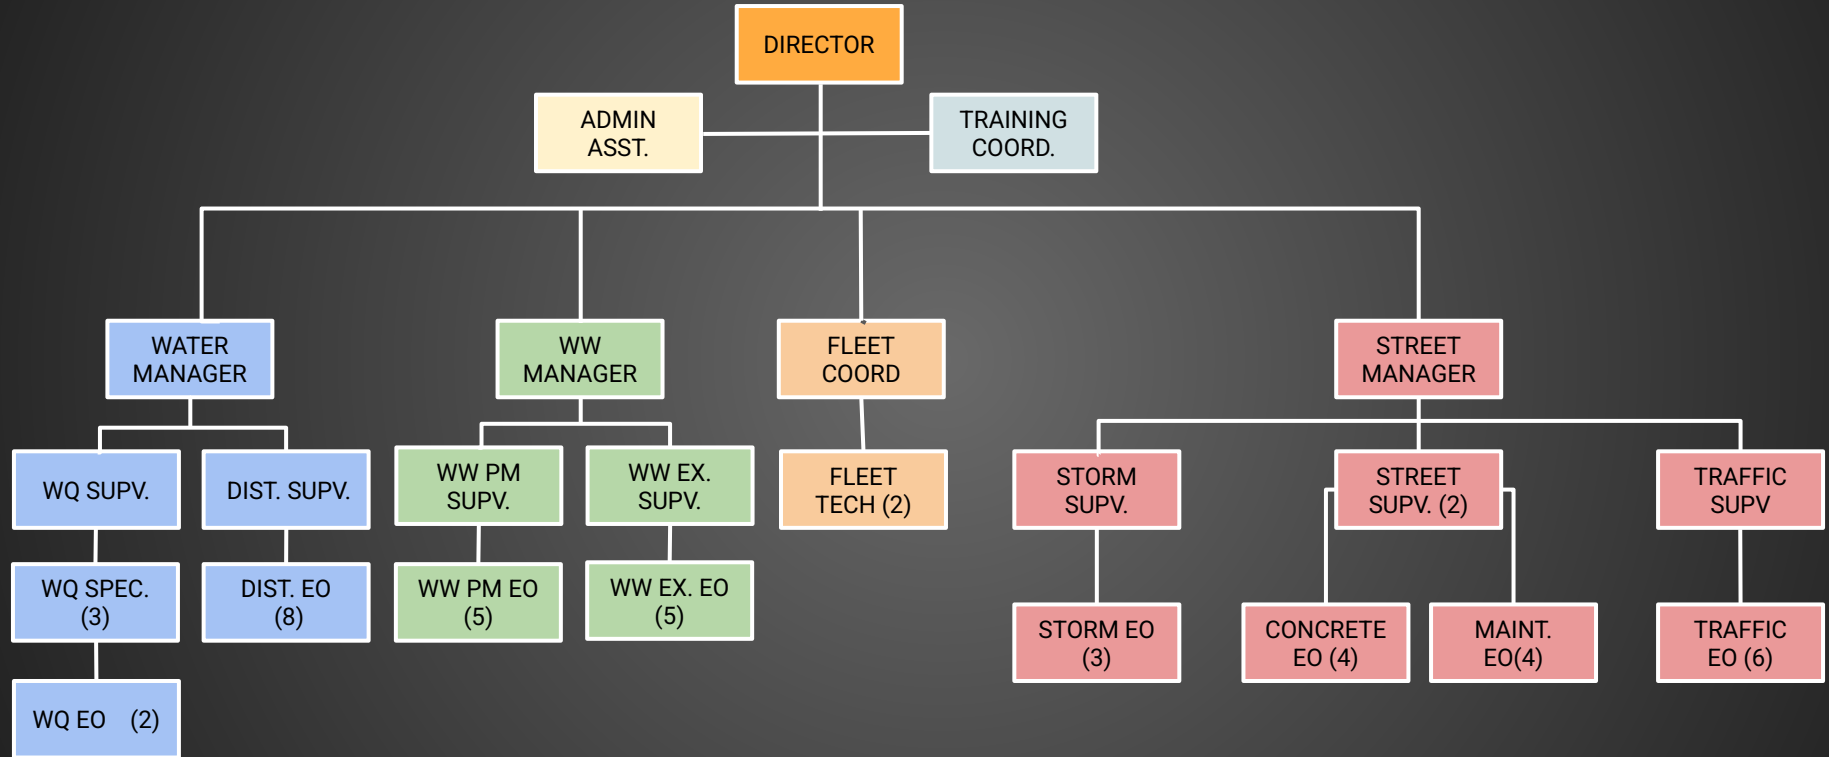 DIRECTOR
ADMIN
ASST.
TRAINING
COORD.
WATER
MANAGER
WW
MANAGER
FLEET
COORD
STREET
MANAGER
WQ SUPV.
DIST. SUPV.
WW PM
SUPV.
WW EX.
SUPV.
FLEET
TECH (2)
STORM
SUPV.
STREET
SUPV. (2)
TRAFFIC
SUPV
WQ SPEC.
(3)
DIST. EO
(8)
WW PM EO
(5)
WW EX. EO
(5)
STORM EO
(3)
CONCRETE
EO (4)
MAINT.
EO(4)
TRAFFIC
EO (6)
WQ EO (2)